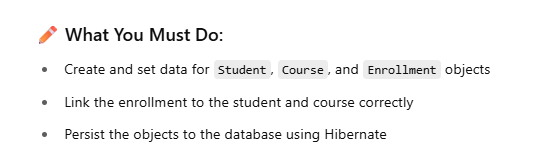 What You Must Do:
Create and set data for Student, Course, and Enrollment objects
Link the enrollment to the student and course correctly
Persist the objects to the database using Hibernate